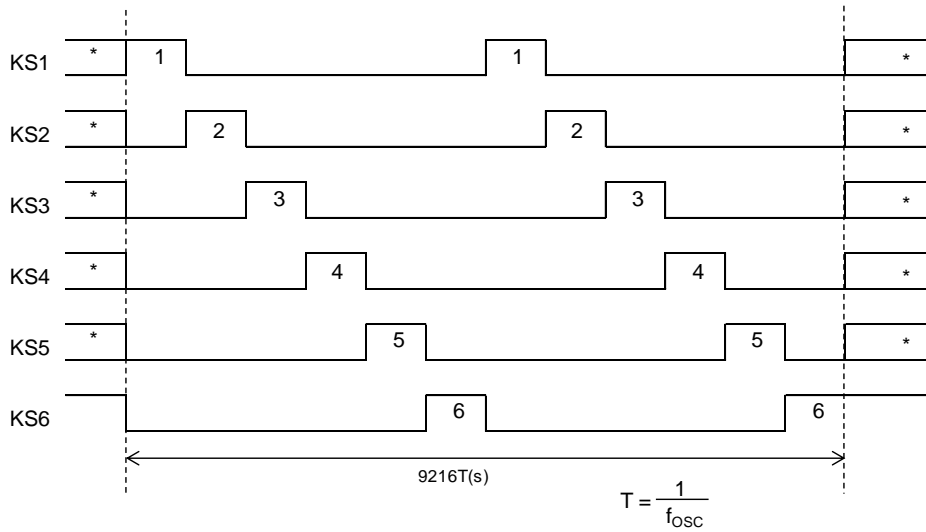 KS1 * 1 1 *
KS2 * 2 2 *
KS3 * 3 3 *
KS4 * 4 4 *
KS5 * 5 5 *
KS6 6 6
9216T(s)
T = 1
fOSC